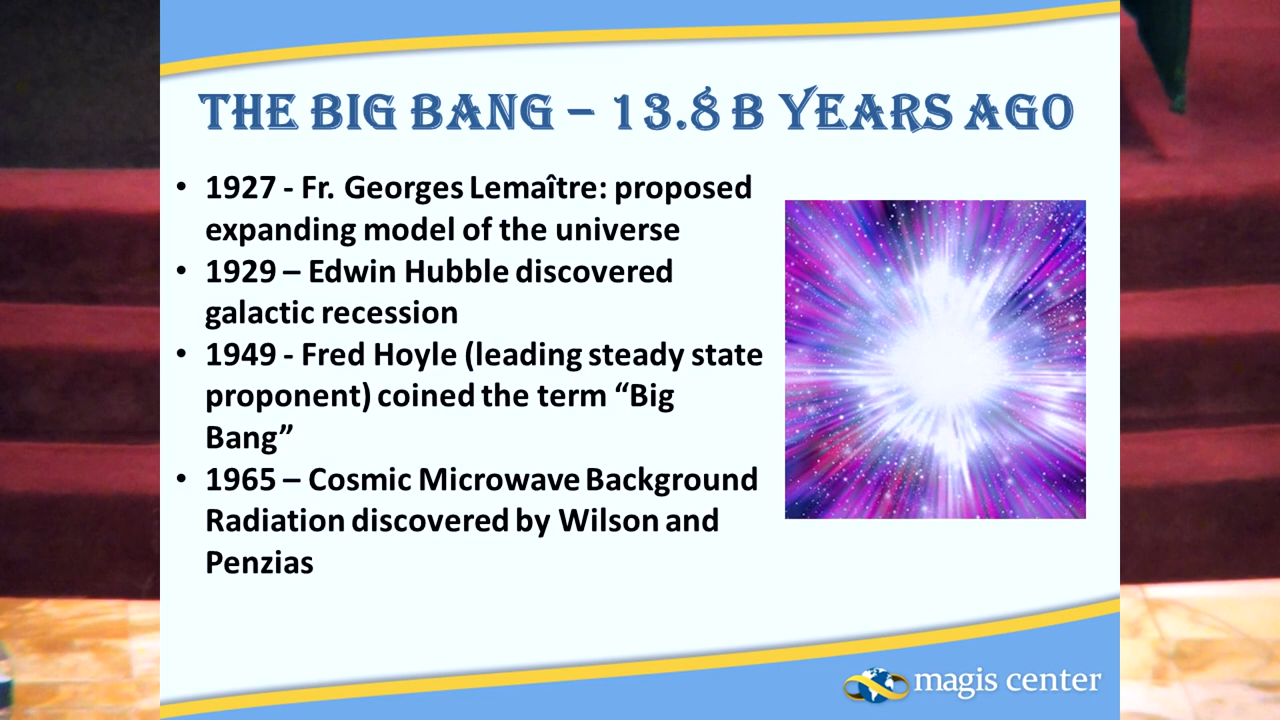 THE BIG BANG – 13.8 B YEARS AGO
• 1927 - Fr. Georges Lemaître: proposed
expanding model of the universe
• 1929 – Edwin Hubble discovered
galactic recession
• 1949 - Fred Hoyle (leading steady state
proponent) coined the term “Big
Bang”
• 1965 – Cosmic Microwave Background
Radiation discovered by Wilson and
Penzias
magis center